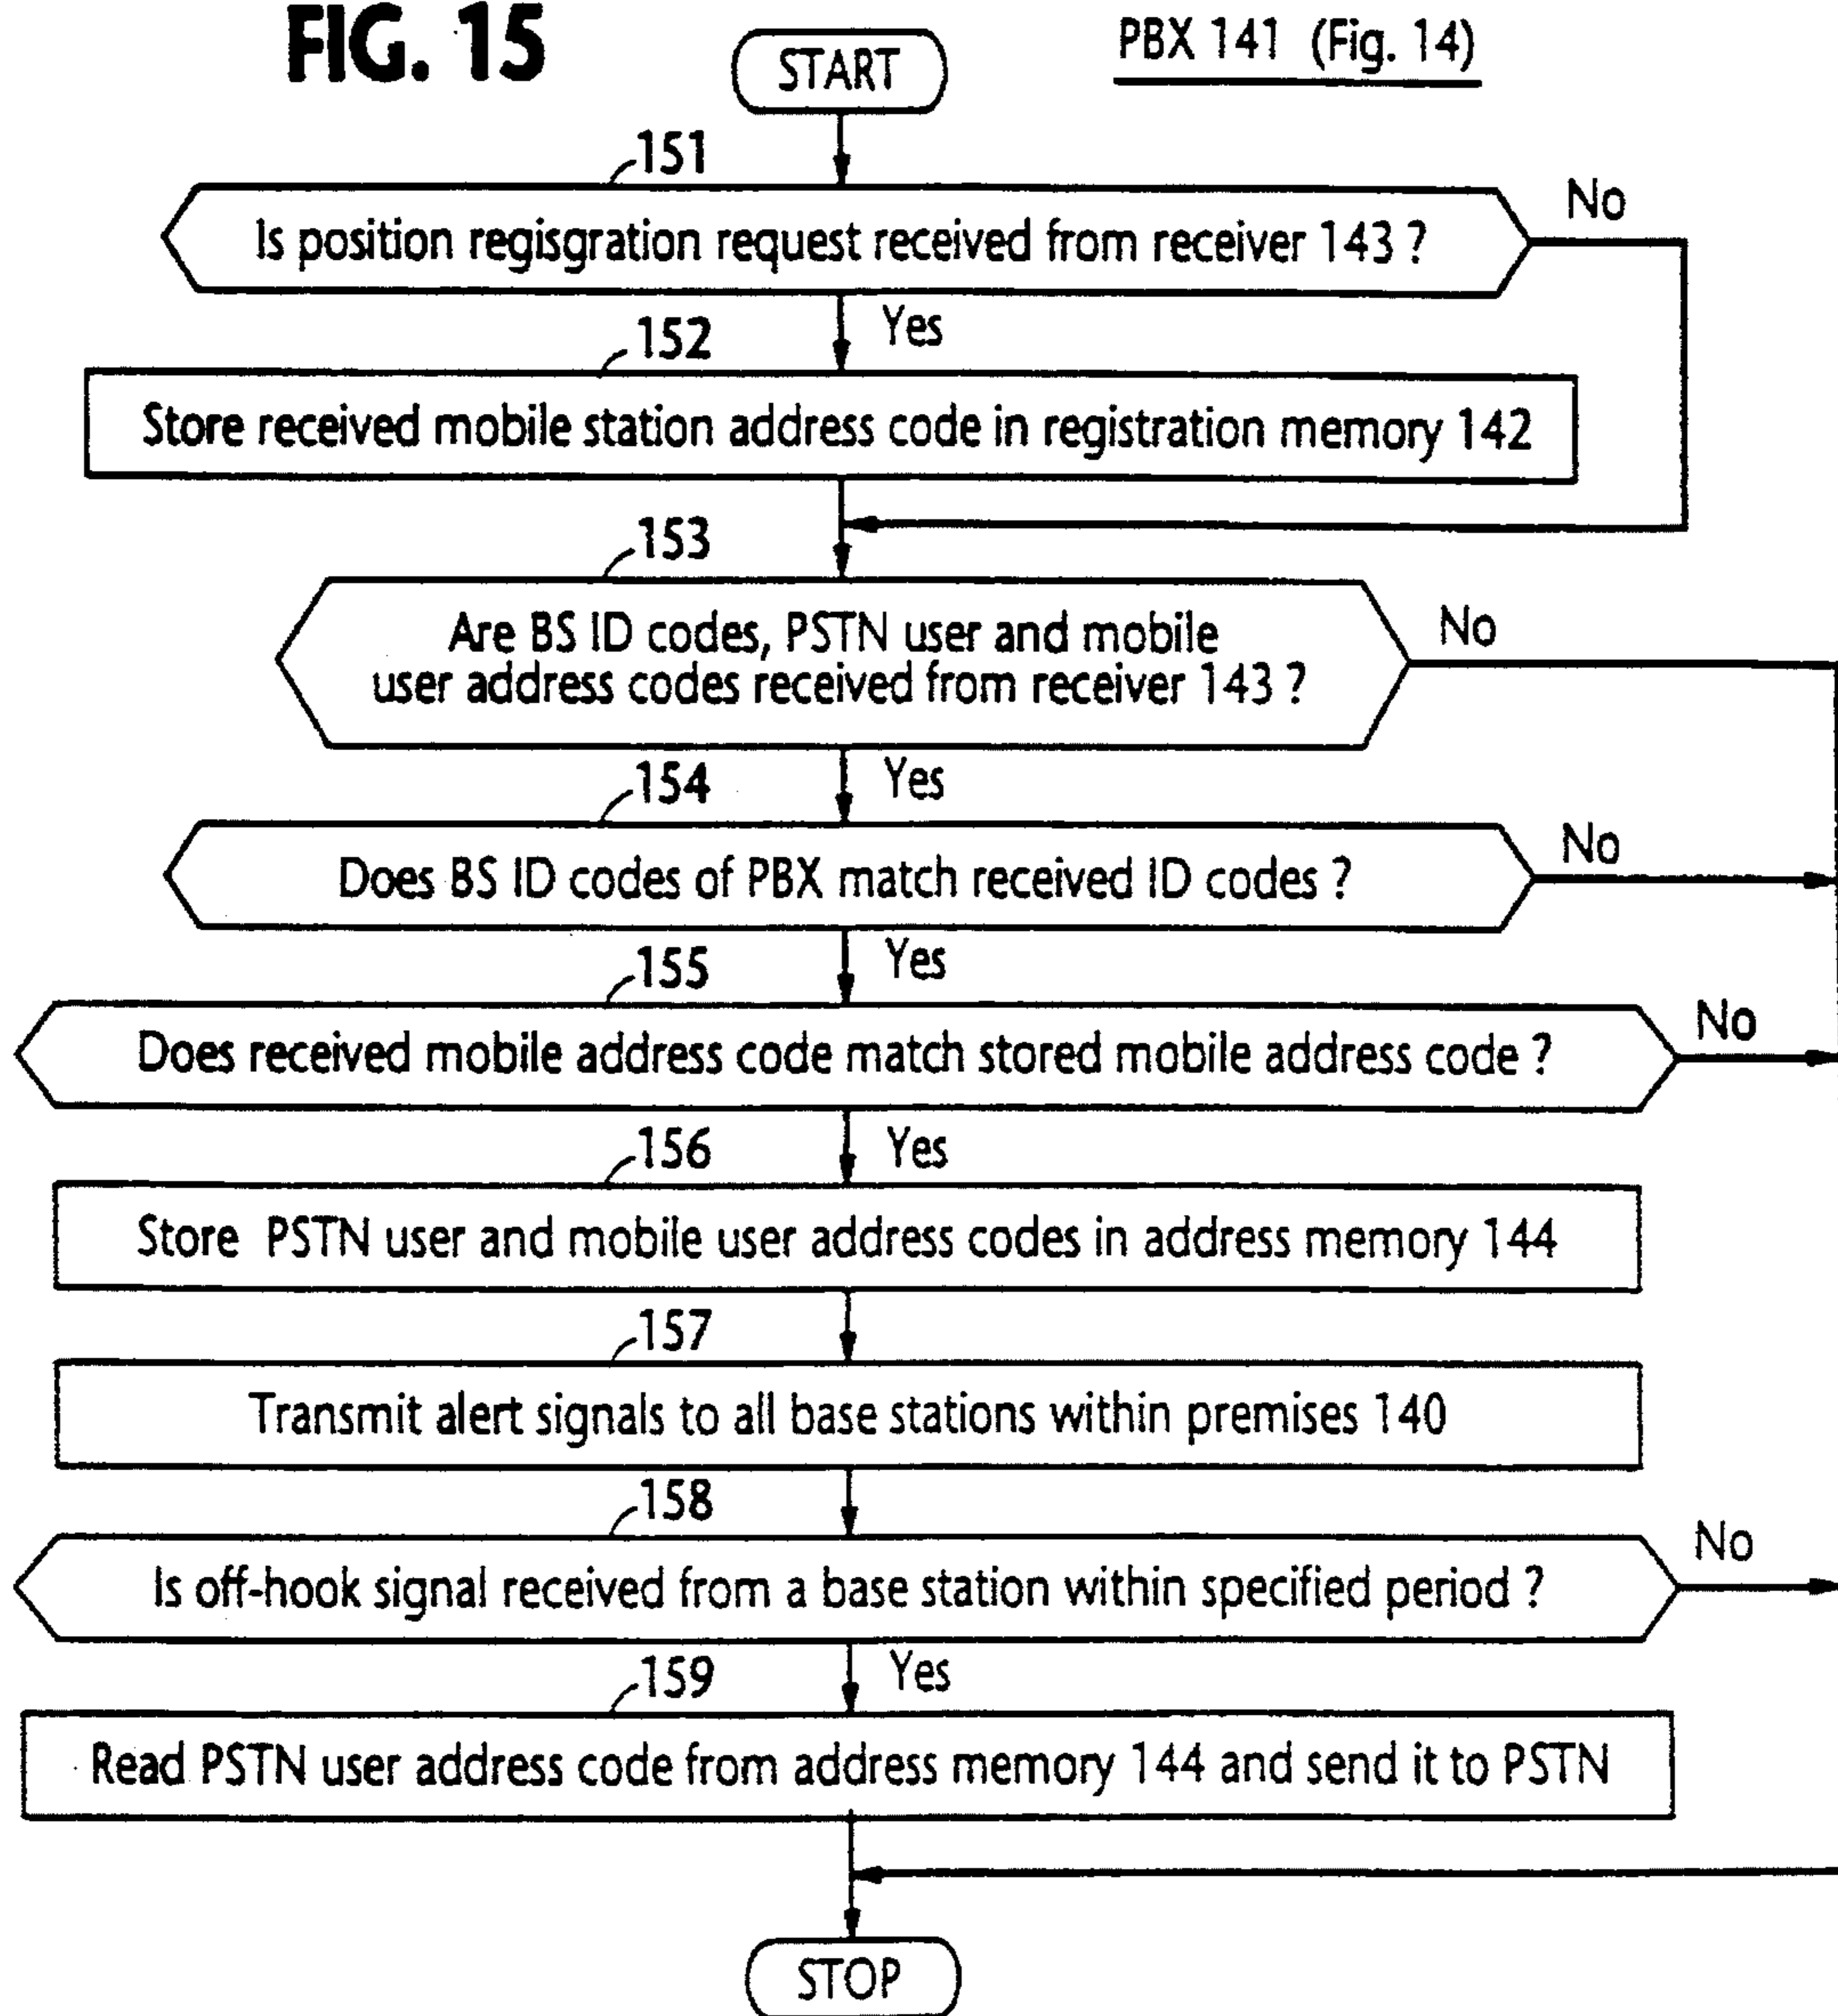 FIG. 15
START
PBX 141 (Fig. 14)
151
Is position regisgration request received from receiver 143 ?
No
Yes
152
Store received mobile station address code in registration memory 142
153
Are BS ID codes, PSTN user and mobile
user address codes received from receiver 143 ?
No
Yes
154
Does BS ID codes of PBX match received ID codes ?
No
Yes
155
Does received mobile address code match stored mobile address code ?
No
Yes
156
Store PSTN user and mobile user address codes in address memory 144
157
Transmit alert signals to all base stations within premises 140
158
Is off-hook signal received from a base station within specified period ?
No
Yes
159
Read PSTN user address code from address memory 144 and send it to PSTN
STOP